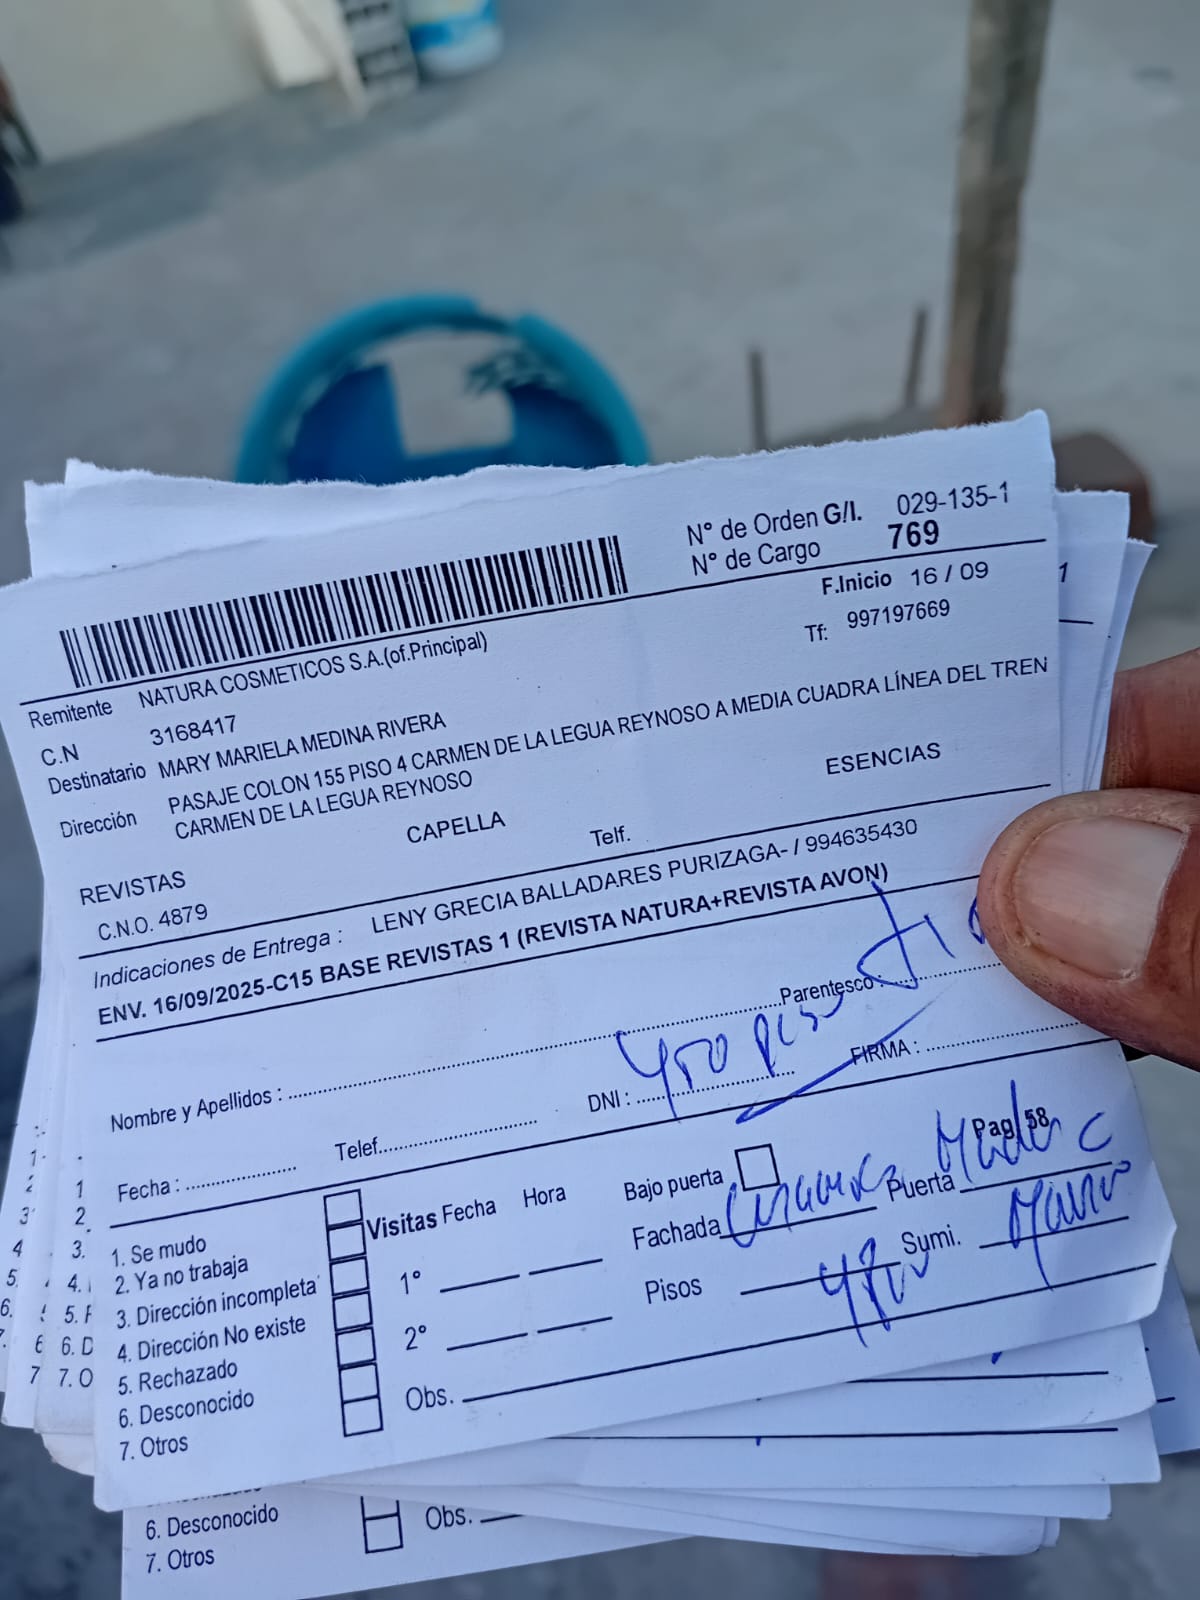 N° de Orden G/I. 029-135-1
N° de Cargo 769
F.Inicio 16 / 09
Remitente NATURA COSMETICOS S.A.(of.Principal)
Tf: 997197669
C.N 3168417
Destinatario MARY MARIELA MEDINA RIVERA
Dirección PASAJE COLON 155 PISO 4 CARMEN DE LA LEGUA REYNOSO A MEDIA CUADRA LÍNEA DEL TREN
CARMEN DE LA LEGUA REYNOSO
REVISTAS CAPELLA ESENCIAS
C.N.O. 4879 Telf.
Indicaciones de Entrega : LENY GRECIA BALLADARES PURIZAGA- / 994635430
ENV. 16/09/2025-C15 BASE REVISTAS 1 (REVISTA NATURA+REVISTA AVON)
Nombre y Apellidos : Parentesco :
Fecha : Telef. DNI : FIRMA :
Pag 58
1. Se mudo
2. Ya no trabaja
3. Dirección incompleta
4. Dirección No existe
5. Rechazado
6. Desconocido
7. Otros
Visitas Fecha Hora
1°
2°
Obs.
Bajo puerta
Fachada Puerta
Pisos Sumi.
6. Desconocido Obs.
7. Otros